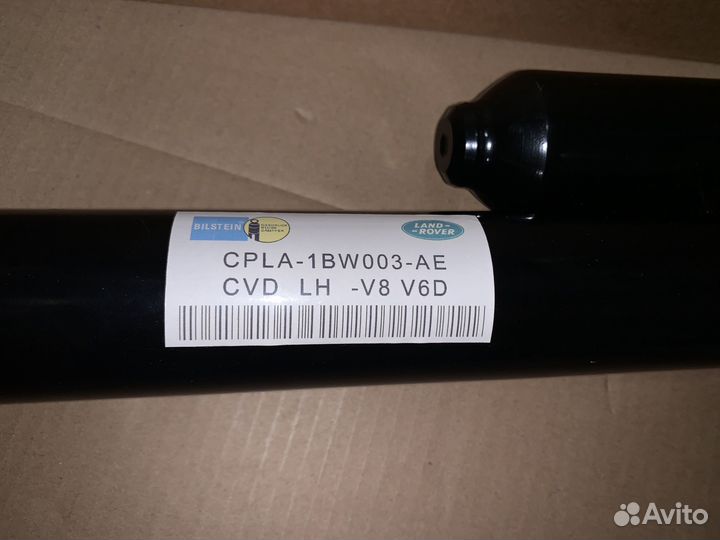 BILSTEIN
LAND-
-ROVER
CPLA-1BW003-AE
CVD LH -V8 V6D
Avito